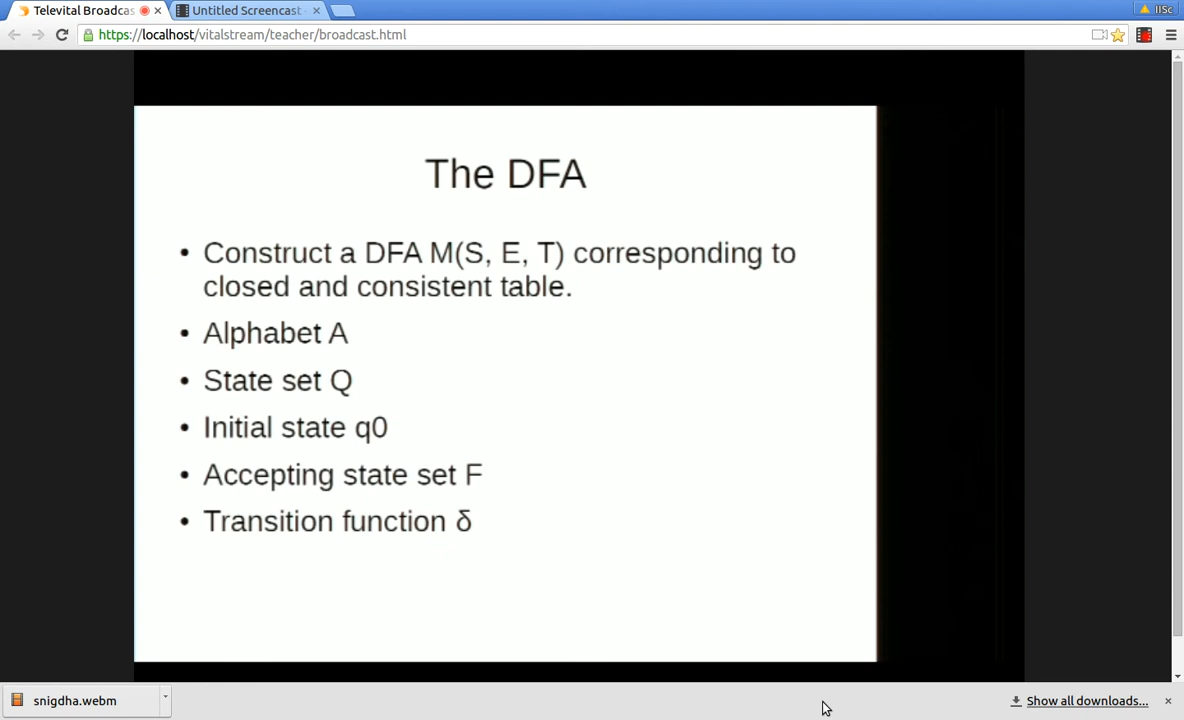 Televital Broadcas
Untitled Screencast -
IISc
https://localhost/vitalstream/teacher/broadcast.html
The DFA
• Construct a DFA M(S, E, T) corresponding to
closed and consistent table.
• Alphabet A
• State set Q
• Initial state q0
• Accepting state set F
• Transition function δ
snigdha.webm
Show all downloads...